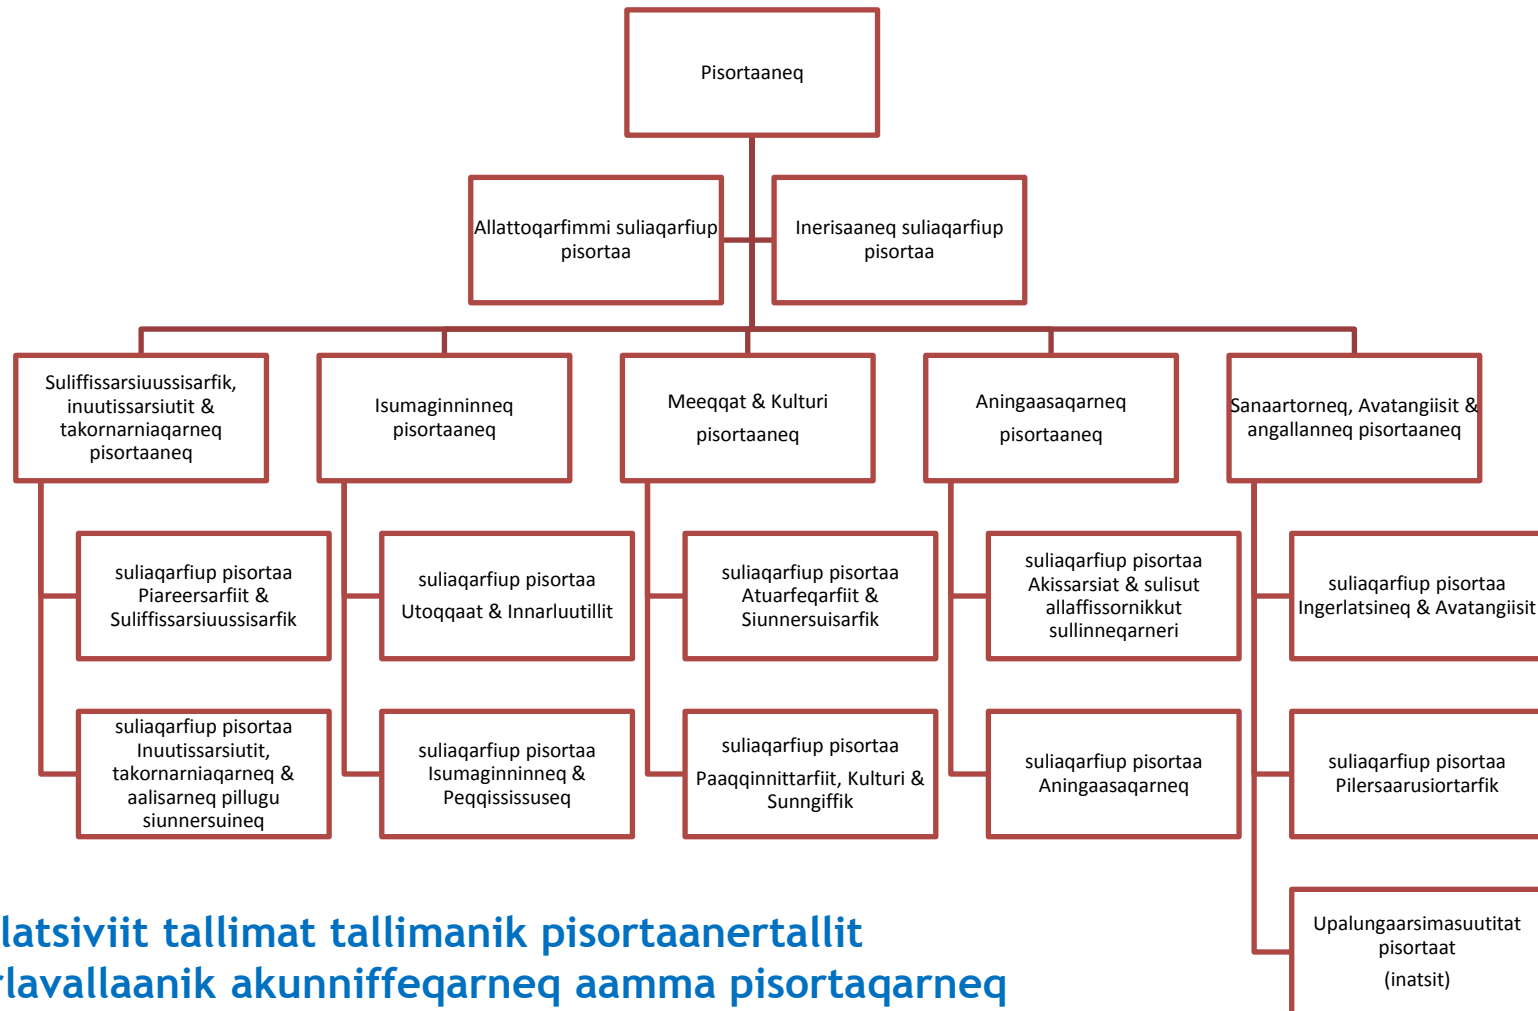 Pisortaaneq
Allattoqarfimmi suliaqarfiup
pisortaa
Inerisaaneq suliaqarfiup
pisortaa
Suliffissarsiuussisarfik,
inuutissarsiutit &
takornarniaqarneq
pisortaaneq
Isumaginninneq
pisortaaneq
Meeqqat & Kulturi
pisortaaneq
Aningaasaqarneq
pisortaaneq
Sanaartorneq, Avatangiisit &
angallanneq pisortaaneq
suliaqarfiup pisortaa
Piareersarfiit &
Suliffissarsiuussisarfik
suliaqarfiup pisortaa
Utoqqaat & Innarluutillit
suliaqarfiup pisortaa
Atuarfeqarfiit &
Siunnersuisarfik
suliaqarfiup pisortaa
Akissarsiat & sulisut
allaffissornikkut
sullinneqarneri
suliaqarfiup pisortaa
Ingerlatsineq & Avatangiisit
suliaqarfiup pisortaa
Inuutissarsiutit,
takornarniaqarneq &
aalisarneq pillugu
siunnersuineq
suliaqarfiup pisortaa
Isumaginninneq &
Peqqississuseq
suliaqarfiup pisortaa
Paaqqinnittarfiit, Kulturi &
Sunngiffik
suliaqarfiup pisortaa
Aningaasaqarneq
suliaqarfiup pisortaa
Pilersaarusiortarfik
Upalungaarsimasuutitat
pisortaat
(inatsit)
latsiviit tallimat tallimanik pisortaanertallit
rlavallaanik akunniffeqarneq aamma pisortaqarneq